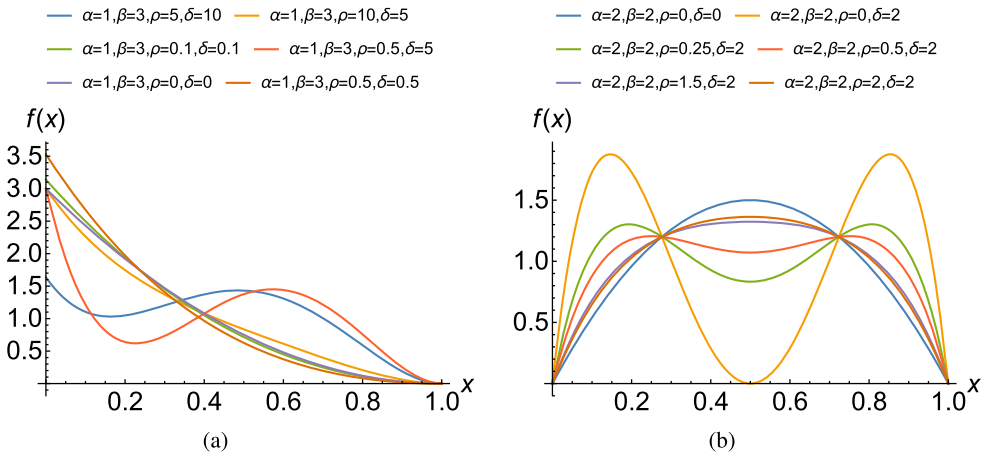 α=1,β=3,ρ=5,δ=10 α=1,β=3,ρ=10,δ=5
α=1,β=3,ρ=0.1,δ=0.1 α=1,β=3,ρ=0.5,δ=5
α=1,β=3,ρ=0,δ=0 α=1,β=3,ρ=0.5,δ=0.5
f(x)
3.5
3.0
2.5
2.0
1.5
1.0
0.5
0.2 0.4 0.6 0.8 1.0 x
(a)
α=2,β=2,ρ=0,δ=0 α=2,β=2,ρ=0,δ=2
α=2,β=2,ρ=0.25,δ=2 α=2,β=2,ρ=0.5,δ=2
α=2,β=2,ρ=1.5,δ=2 α=2,β=2,ρ=2,δ=2
f(x)
1.5
1.0
0.5
0.2 0.4 0.6 0.8 1.0 x
(b)